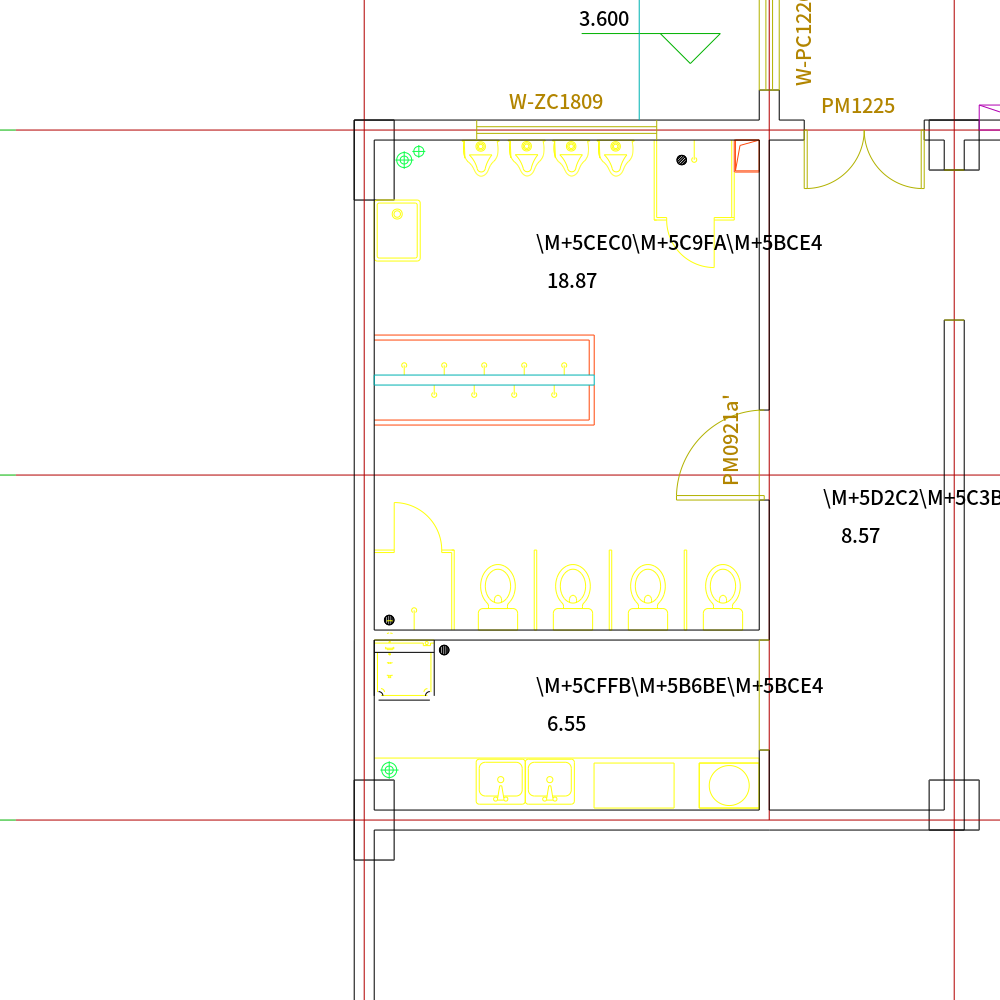 3.600
W-PC122
W-ZC1809
PM1225
\M+5CEC0\M+5C9FA\M+5BCE4
18.87
PM0921a'
\M+5D2C2\M+5C3B
8.57
\M+5CFFB\M+5B6BE\M+5BCE4
6.55